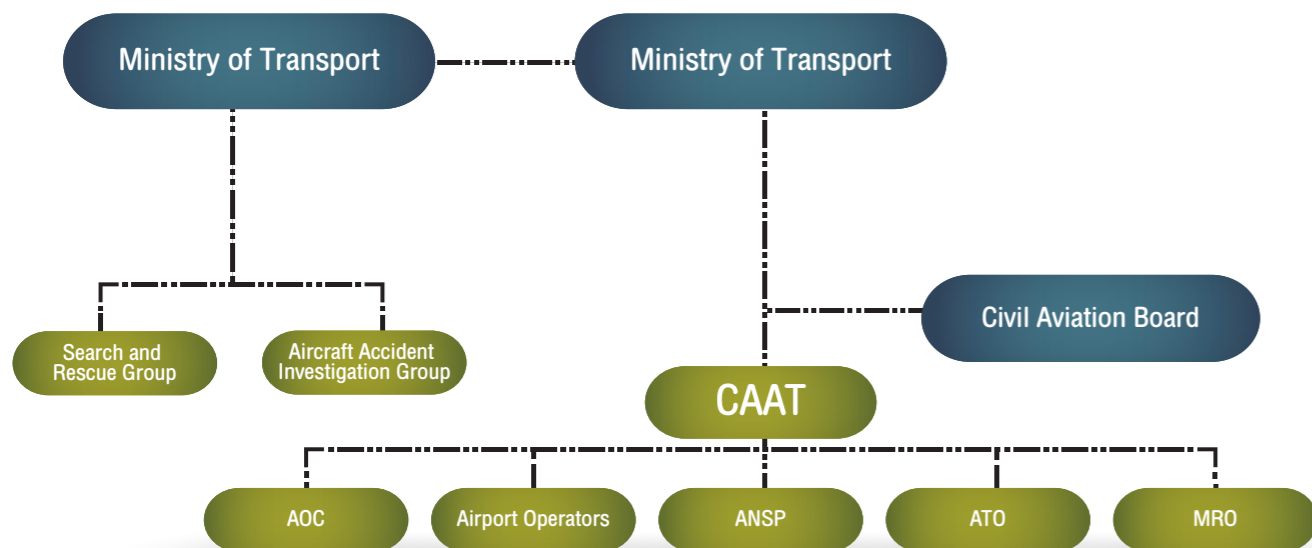 Ministry of Transport
Ministry of Transport
Civil Aviation Board
Search and
Rescue Group
Aircraft Accident
Investigation Group
CAAT
AOC
Airport Operators
ANSP
ATO
MRO